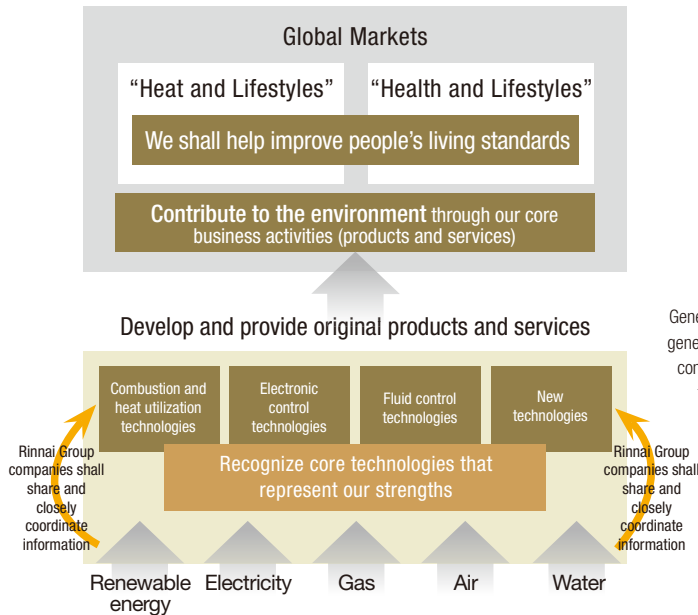 Global Markets
“Heat and Lifestyles”
“Health and Lifestyles”
We shall help improve people’s living standards
Contribute to the environment through our core
business activities (products and services)
Develop and provide original products and services
Combustion and
heat utilization
technologies
Electronic
control
technologies
Fluid control
technologies
New
technologies
Recognize core technologies that
represent our strengths
Rinnai Group
companies shall
share and
closely
coordinate
information
Rinnai Group
companies shall
share and
closely
coordinate
information
Renewable
energy
Electricity
Gas
Air
Water